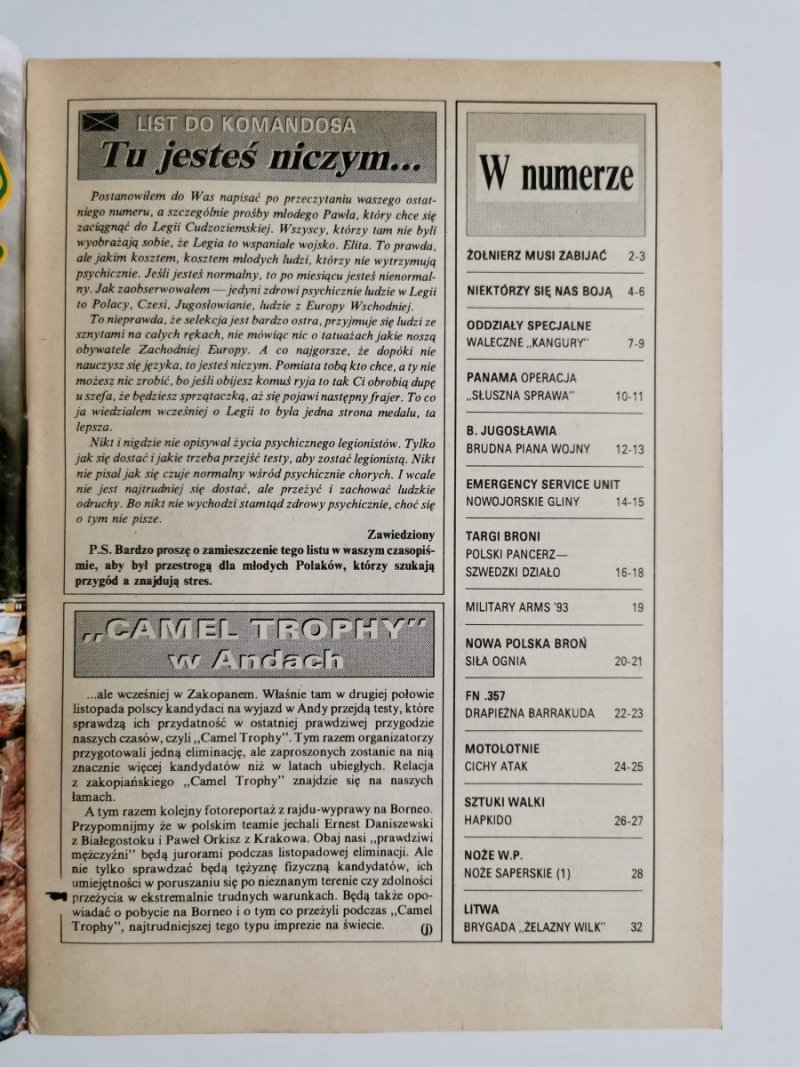 LIST DO KOMANDOSA
Tu jesteś niczym...
Postanowiłem do Was napisać po przeczytaniu waszego ostat-
niego numeru, a szczególnie prośby młodego Pawła, który chce się
zaciągnąć do Legii Cudzoziemskiej. Wszyscy, którzy tam nie byli
wyobrażają sobie, że Legia to wspaniałe wojsko. Elita. To prawda,
ale jakim kosztem, kosztem młodych ludzi, którzy nie wytrzymują
psychicznie. Jeśli jesteś normalny, to po miesiącu jesteś nienormal-
ny. Jak zaobserwowałem — jedyni zdrowi psychicznie ludzie w Legii
to Polacy, Czesi, Jugosłowianie, ludzie z Europy Wschodniej.
To nieprawda, że selekcja jest bardzo ostra, przyjmuje się ludzi ze
sznytami na całych rękach, nie mówiąc nic o tatuażach jakie noszą
obywatele Zachodniej Europy. A co najgorsze, że dopóki nie
nauczysz się języka, to jesteś niczym. Pomiata tobą kto chce, a ty nie
możesz nic zrobić, bo jeśli obijesz komuś ryja to tak Ci obrobią dupę
u szefa, że będziesz sprzątaczką, aż się pojawi następny frajer. To co
ja wiedziałem wcześniej o Legii to była jedna strona medalu, ta
lepsza.
Nikt i nigdzie nie opisywał życia psychicznego legionistów. Tylko
jak się dostać i jakie trzeba przejść testy, aby zostać legionistą. Nikt
nie pisał jak się czuje normalny wśród psychicznie chorych. I wcale
nie jest najtrudniej się dostać, ale przeżyć i zachować ludzkie
odruchy. Bo nikt nie wychodzi stamtąd zdrowy psychicznie, choć się
o tym nie pisze.
Zawiedziony
P.S. Bardzo proszę o zamieszczenie tego listu w waszym czasopiś-
mie, aby był przestrogą dla młodych Polaków, którzy szukają
przygód a znajdują stres.
„CAMEL TROPHY”
w Andach
...ale wcześniej w Zakopanem. Właśnie tam w drugiej połowie
listopada polscy kandydaci na wyjazd w Andy przejdą testy, które
sprawdzą ich przydatność w ostatniej prawdziwej przygodzie
naszych czasów, czyli „Camel Trophy”. Tym razem organizatorzy
przygotowali jedną eliminację, ale zaproszonych zostanie na nią
znacznie więcej kandydatów niż w latach ubiegłych. Relacja
z zakopiańskiego „Camel Trophy” znajdzie się na naszych
łamach.
A tym razem kolejny fotoreportaż z rajdu-wyprawy na Borneo.
Przypomnijmy że w polskim teamie jechali Ernest Daniszewski
z Białegostoku i Paweł Orkisz z Krakowa. Obaj nasi „prawdziwi
mężczyźni” będą jurorami podczas listopadowej eliminacji. Ale
nie tylko sprawdzać będą tężyznę fizyczną kandydatów, ich
umiejętności w poruszaniu się po nieznanym terenie czy zdolności
przeżycia w ekstremalnie trudnych warunkach. Będą także opo-
wiadać o pobycie na Borneo i o tym co przeżyli podczas „Camel
Trophy”, najtrudniejszej tego typu imprezie na świecie. (j)
W numerze
ŻOŁNIERZ MUSI ZABIJAĆ 2-3
NIEKTÓRZY SIĘ NAS BOJĄ 4-6
ODDZIAŁY SPECJALNE
WALECZNE „KANGURY” 7-9
PANAMA OPERACJA
„SŁUSZNA SPRAWA” 10-11
B. JUGOSŁAWIA
BRUDNA PIANA WOJNY 12-13
EMERGENCY SERVICE UNIT
NOWOJORSKIE GLINY 14-15
TARGI BRONI
POLSKI PANCERZ—
SZWEDZKI DZIAŁO 16-18
MILITARY ARMS '93 19
NOWA POLSKA BROŃ
SIŁA OGNIA 20-21
FN .357
DRAPIEŻNA BARRAKUDA 22-23
MOTOLOTNIE
CICHY ATAK 24-25
SZTUKI WALKI
HAPKIDO 26-27
NOŻE W.P.
NOŻE SAPERSKIE (1) 28
LITWA
BRYGADA „ŻELAZNY WILK” 32